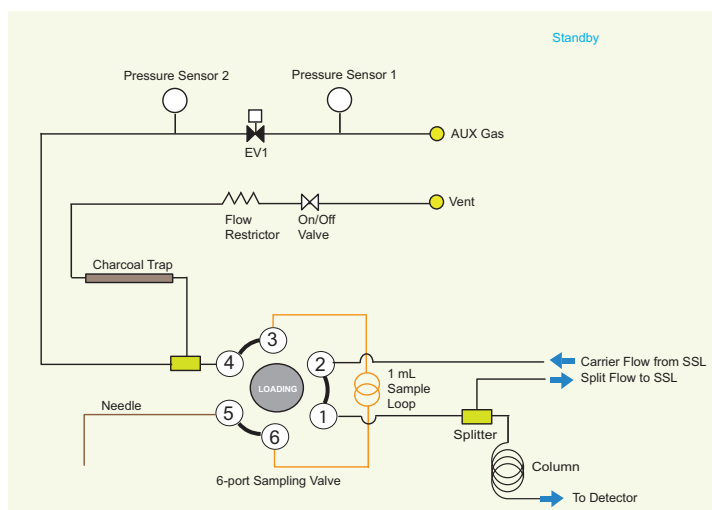 Standby
Pressure Sensor 2
Pressure Sensor 1
AUX Gas
EV1
Vent
Flow
Restrictor
On/Off
Valve
Charcoal Trap
3
4
2
Carrier Flow from SSL
Split Flow to SSL
1 mL
Sample
Loop
LOADING
Needle
5
1
6
Splitter
Column
6-port Sampling Valve
To Detector